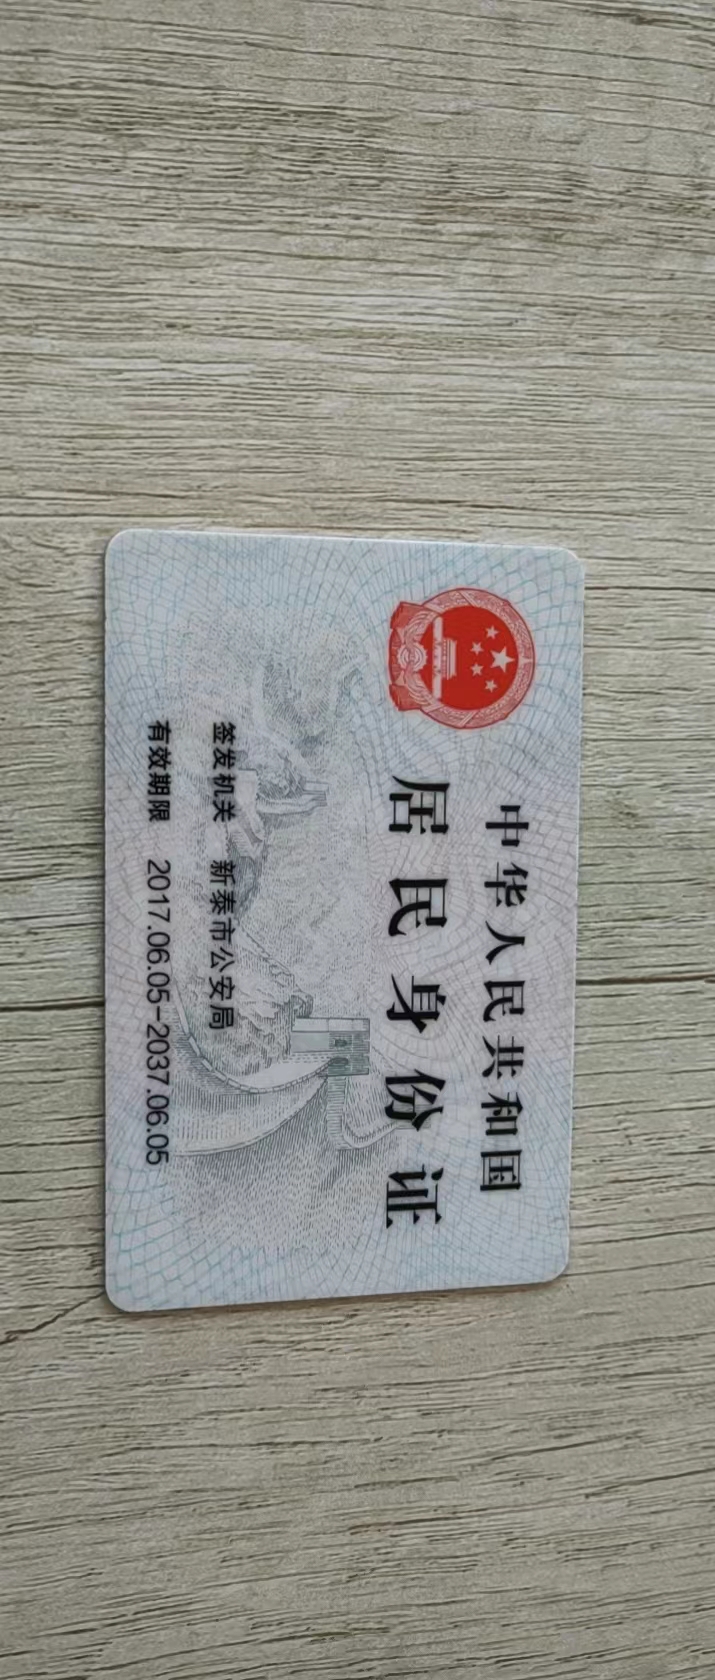 中华人民共和国
居民身份证
签发机关 新泰市公安局
有效期限 2017.06.05-2037.06.05